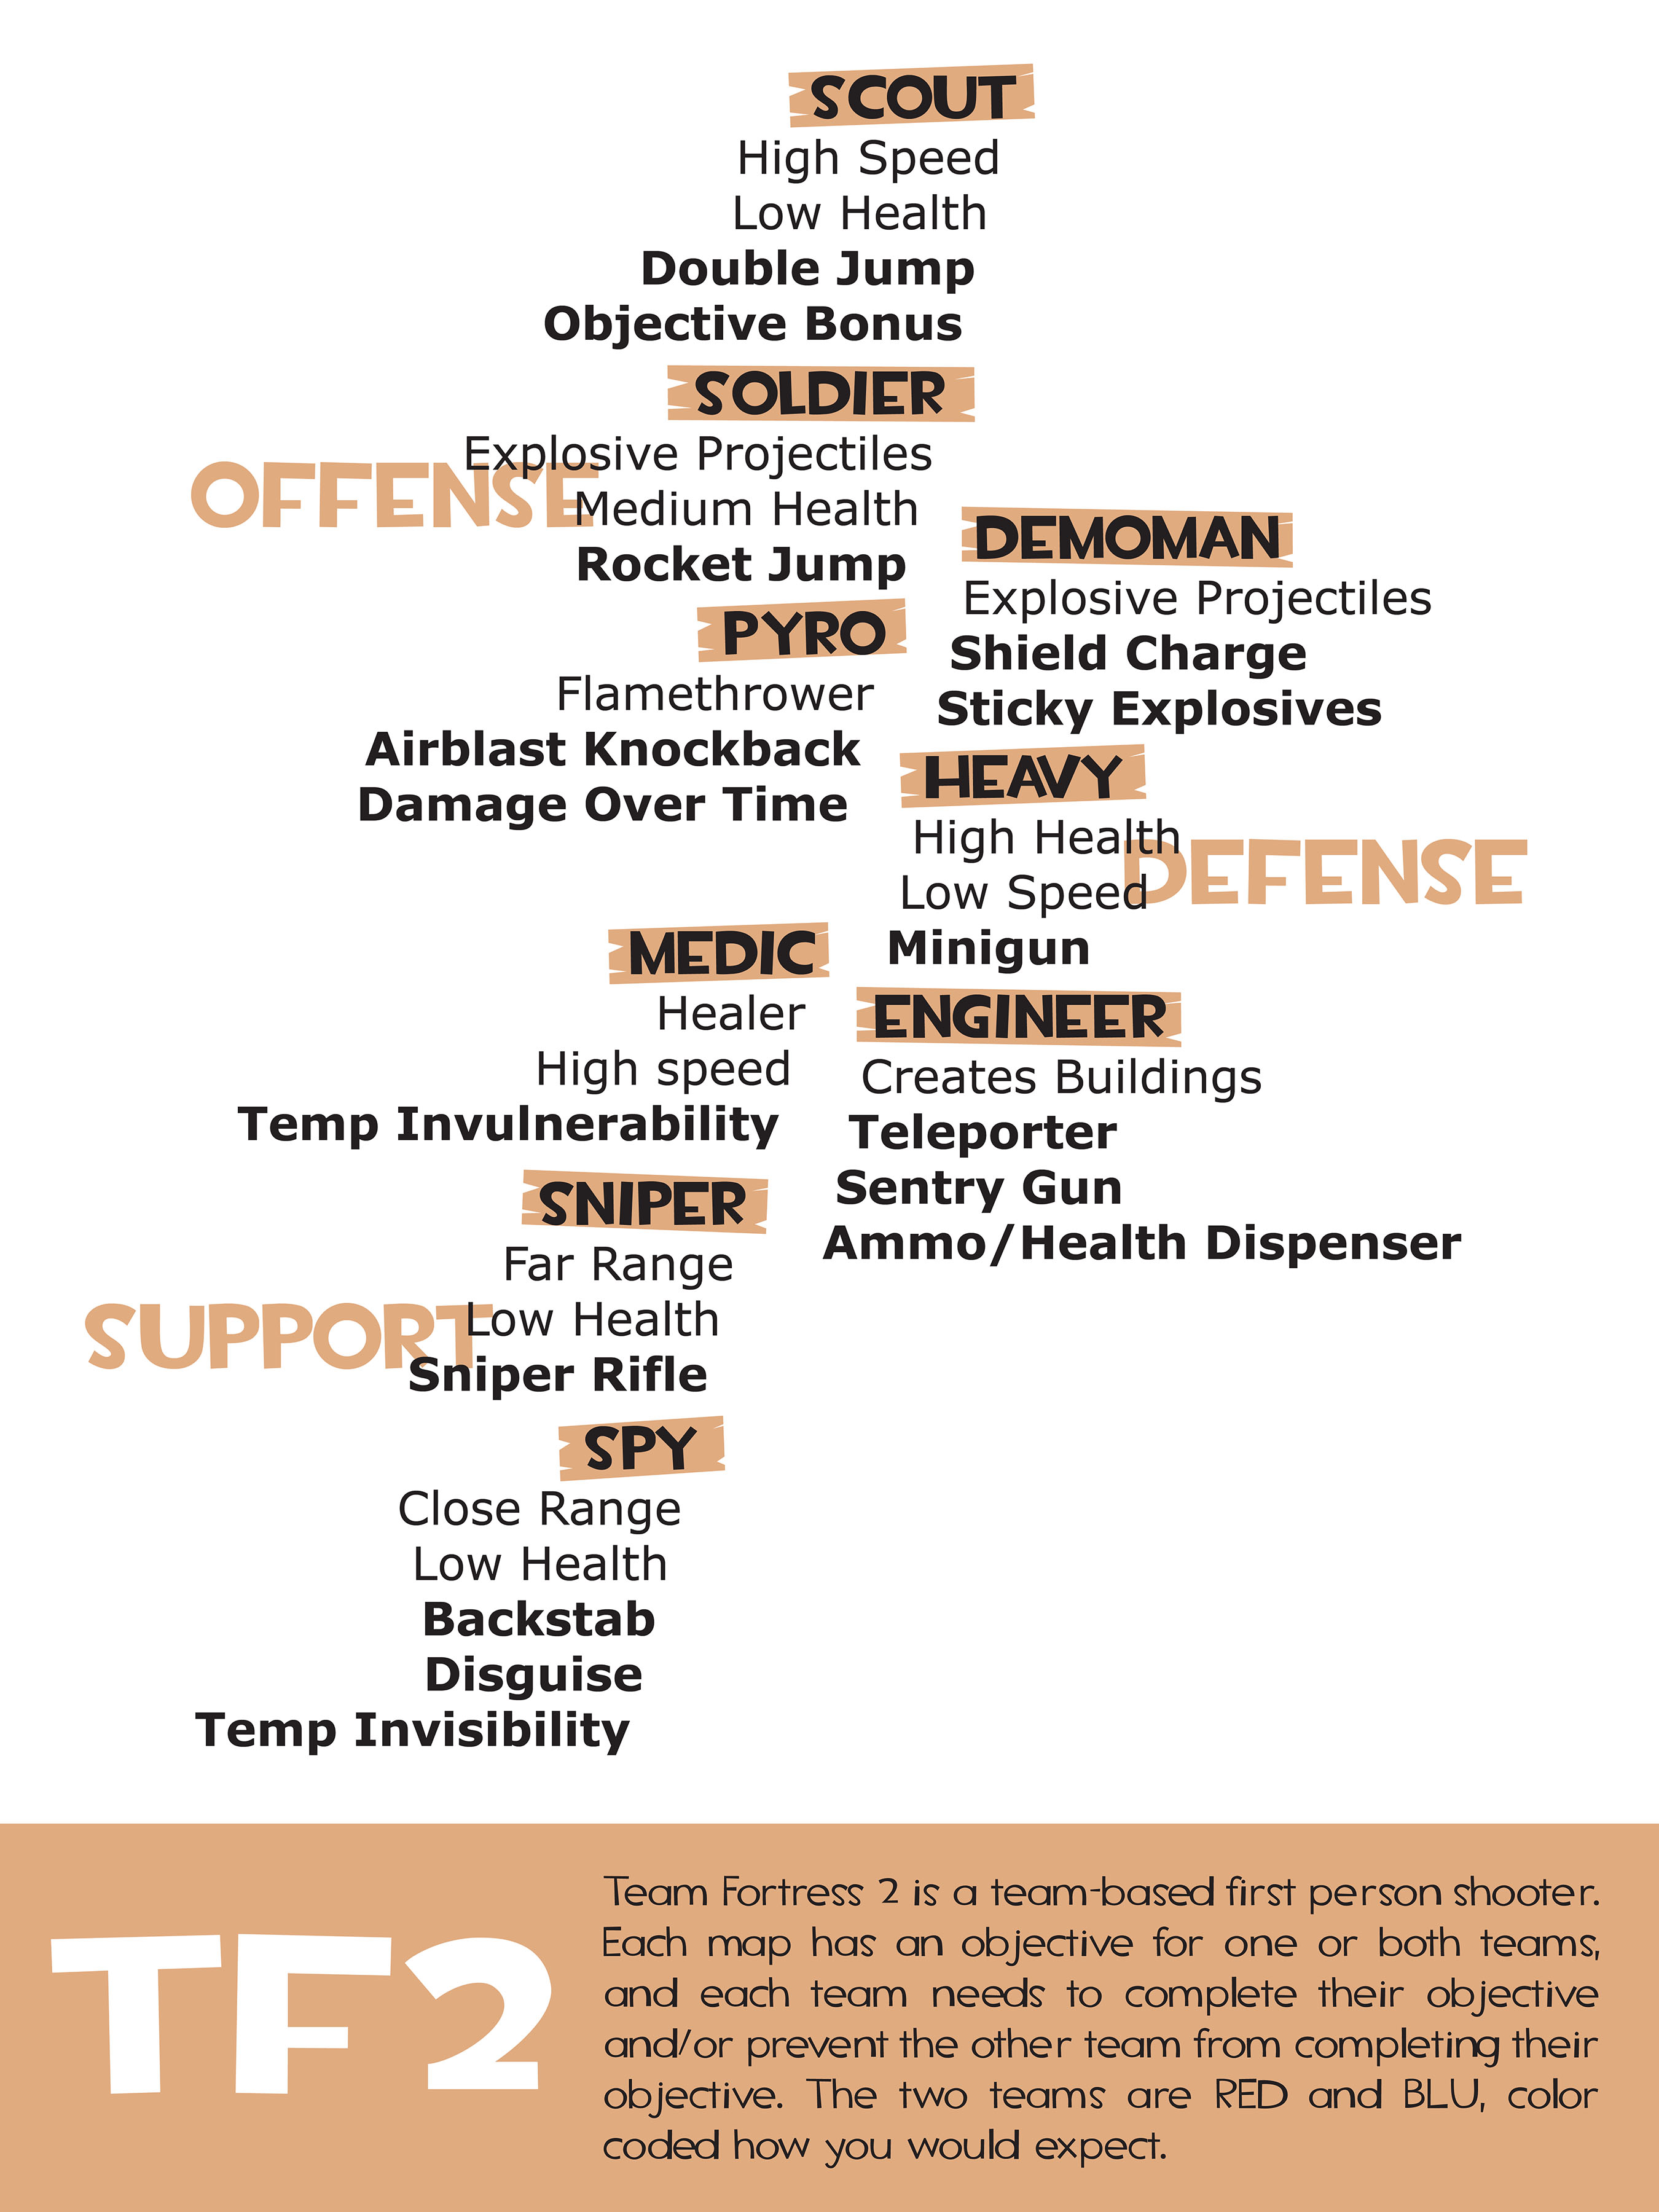 OFFENSE
SCOUT
High Speed
Low Health
Double Jump
Objective Bonus
SOLDIER
Explosive Projectiles
Medium Health
Rocket Jump
PYRO
Flamethrower
Airblast Knockback
Damage Over Time
DEFENSE
DEMOMAN
Explosive Projectiles
Shield Charge
Sticky Explosives
HEAVY
High Health
Low Speed
Minigun
ENGINEER
Creates Buildings
Teleporter
Sentry Gun
Ammo/Health Dispenser
SUPPORT
MEDIC
Healer
High speed
Temp Invulnerability
SNIPER
Far Range
Low Health
Sniper Rifle
SPY
Close Range
Low Health
Backstab
Disguise
Temp Invisibility
TF2
Team Fortress 2 is a team-based first person shooter.
Each map has an objective for one or both teams,
and each team needs to complete their objective
and/or prevent the other team from completing their
objective. The two teams are RED and BLU, color
coded how you would expect.